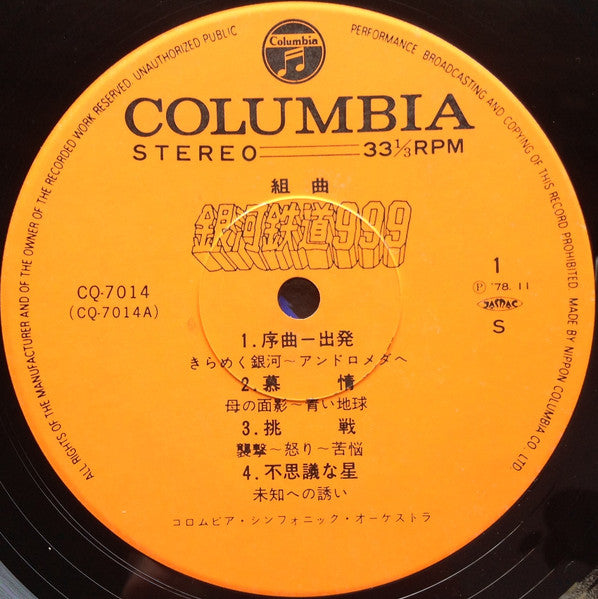 ALL RIGHTS OF THE MANUFACTURER AND OF THE OWNER OF THE RECORDED WORK RESERVED. UNAUTHORIZED PUBLIC PERFORMANCE, BROADCASTING AND COPYING OF THIS RECORD PROHIBITED. MADE BY NIPPON COLUMBIA CO. LTD.
Columbia
COLUMBIA
STEREO 33 1/3 RPM
組曲
銀河鉄道999
CQ-7014
(CQ-7014A)
1
Ⓟ '78. 11
JASRAC
S
1.序曲ー出発
きらめく銀河~アンドロメダへ
2.慕 情
母の面影~青い地球
3.挑 戦
襲撃~怒り~苦悩
4.不思議な星
未知への誘い
コロムビア・シンフォニック・オーケストラ